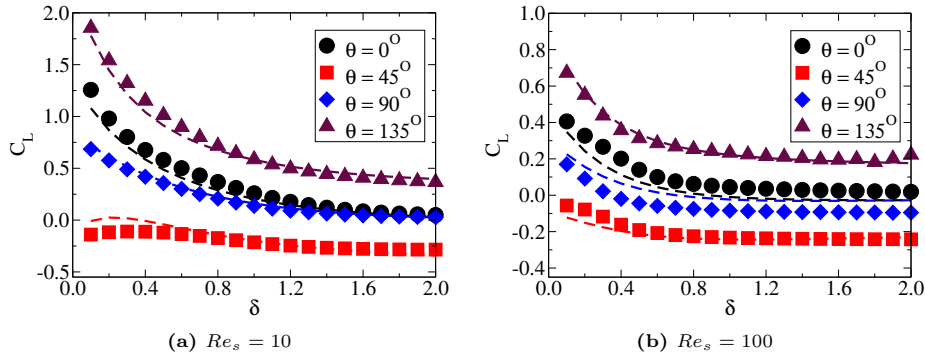 2.0
1.5
1.0
0.5
0.0
-0.5
C_L
0.0 0.4 0.8 1.2 1.6 2.0
δ
θ = 0^O
θ = 45^O
θ = 90^O
θ = 135^O
(a) Re_s = 10
1.0
0.8
0.6
0.4
0.2
0.0
-0.2
-0.4
C_L
0.0 0.4 0.8 1.2 1.6 2.0
δ
θ = 0^O
θ = 45^O
θ = 90^O
θ = 135^O
(b) Re_s = 100